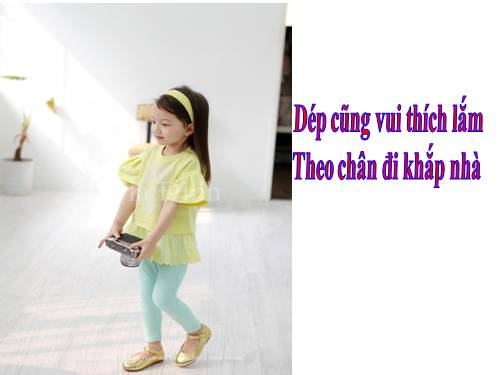 Dép cũng vui thích lắm
Theo chân đi khắp nhà